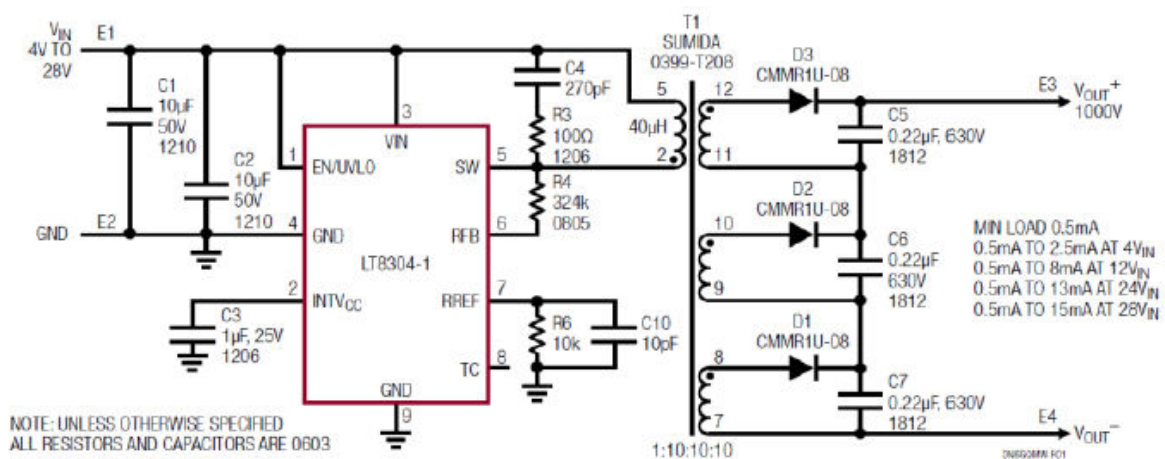 VIN
4V TO
28V
E1
C1
10µF
50V
1210
C2
10µF
50V
1210
GND
E2
3
VIN
1
EN/UVLO
4
GND
LT8304-1
2
INTVCC
C3
1µF, 25V
1206
SW
5
RFB
6
RREF
7
TC
8
GND
9
C4
270pF
R3
100Ω
1206
R4
324k
0805
R6
10k
C10
10pF
T1
SUMIDA
0399-T208
5
40µH
2
12
11
10
9
8
7
1:10:10:10
D3
CMMR1U-08
D2
CMMR1U-08
D1
CMMR1U-08
C5
0.22µF, 630V
1812
C6
0.22µF
630V
1812
C7
0.22µF, 630V
1812
E3
VOUT+
1000V
E4
VOUT–
MIN LOAD 0.5mA
0.5mA TO 2.5mA AT 4VIN
0.5mA TO 8mA AT 12VIN
0.5mA TO 13mA AT 24VIN
0.5mA TO 15mA AT 28VIN
NOTE: UNLESS OTHERWISE SPECIFIED
ALL RESISTORS AND CAPACITORS ARE 0603